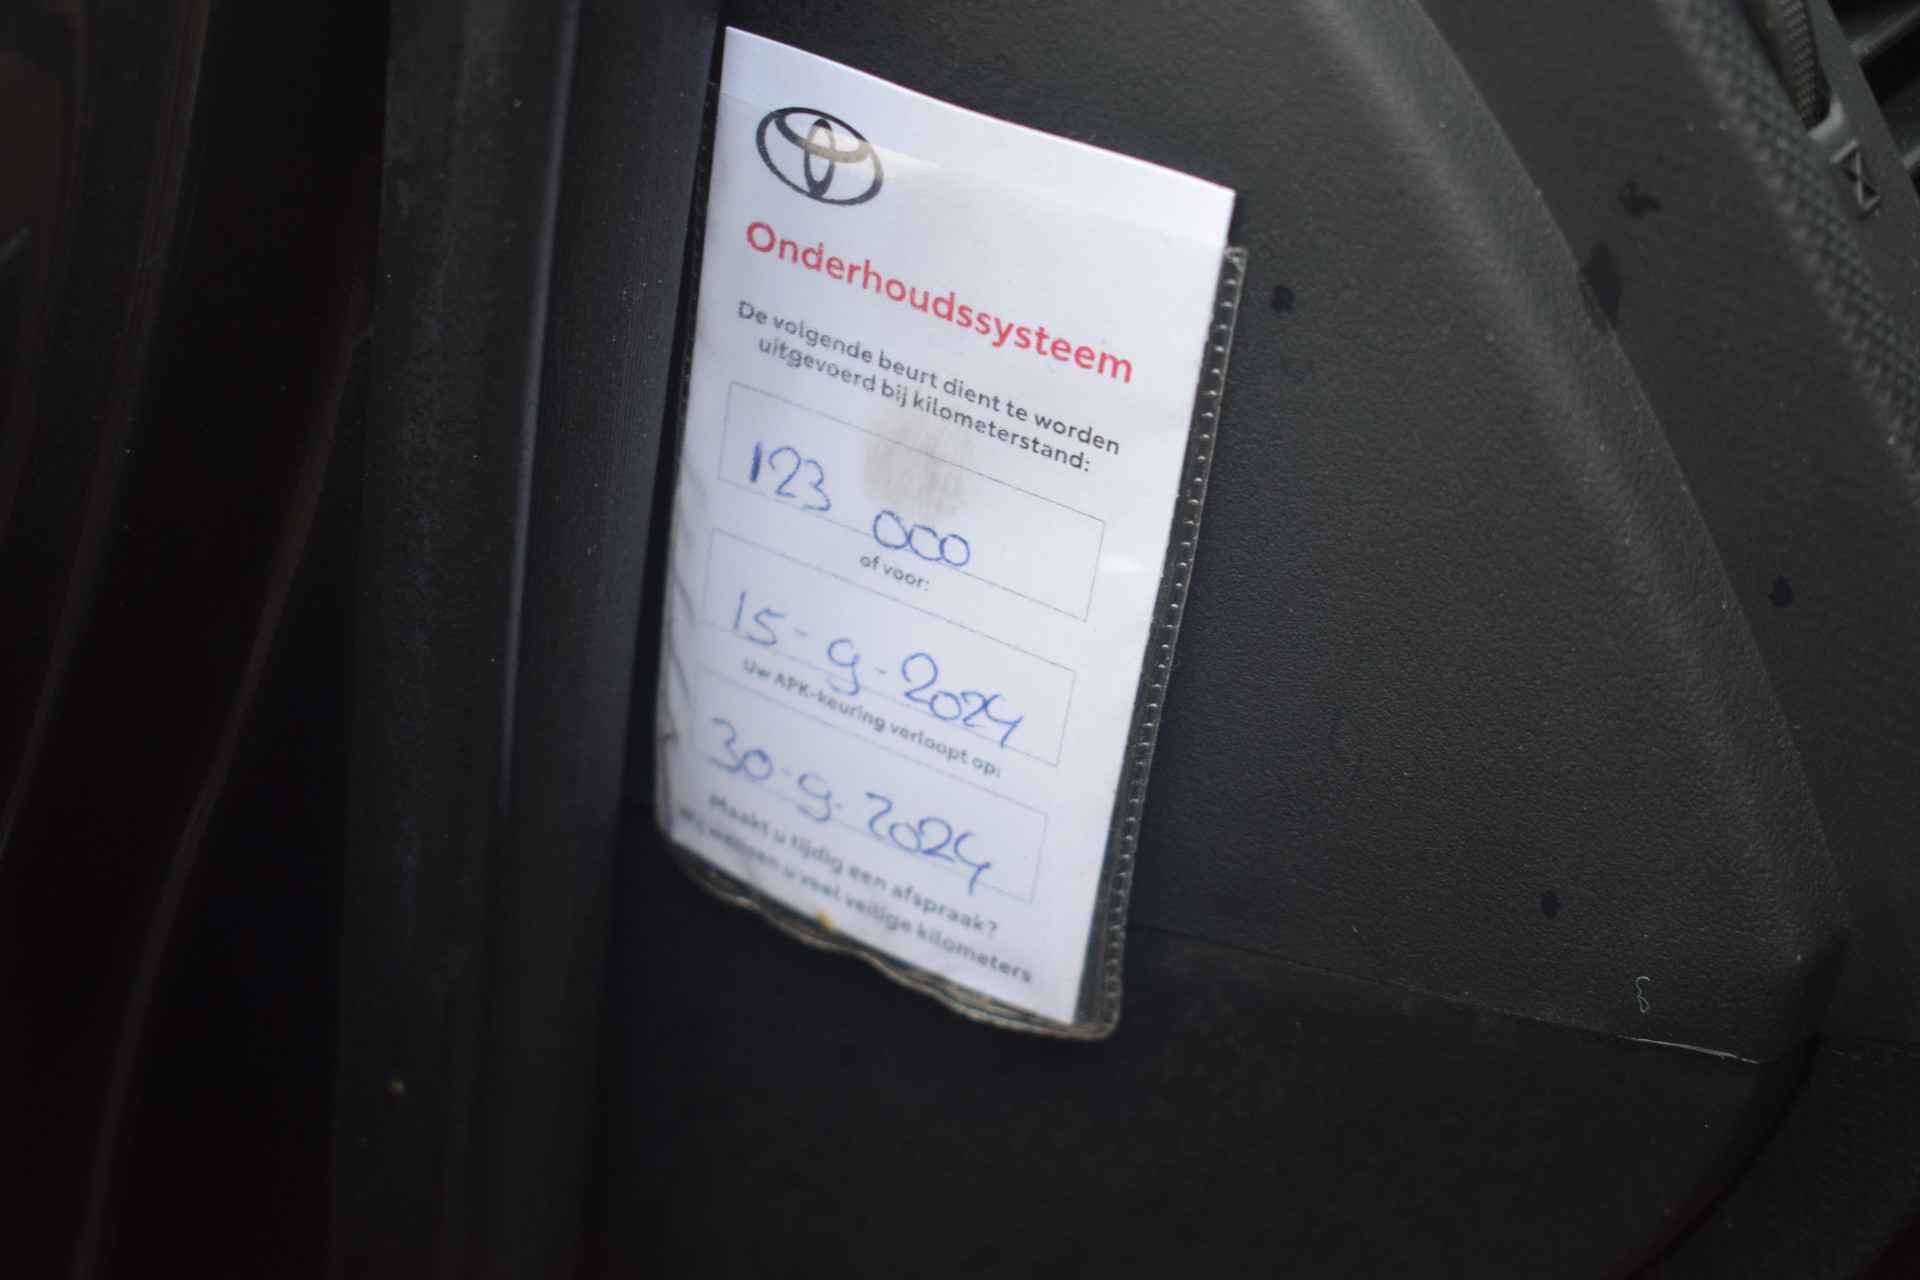 Onderhoudssysteem
De volgende beurt dient te worden
uitgevoerd bij kilometerstand:
123 000
of voor:
15-9-2024
Uw APK-keuring verloopt op:
30-9-2024
Maakt u tijdig een afspraak?
Wij wensen u veel veilige kilometers